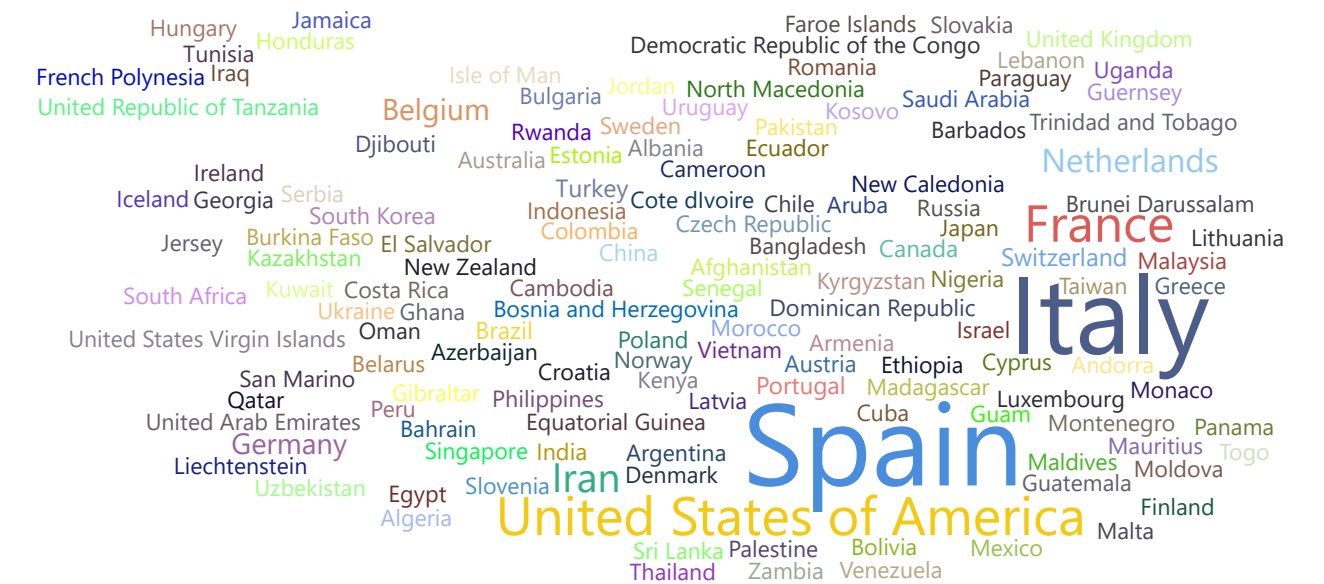 Hungary
Jamaica
Faroe Islands
Slovakia
Tunisia
Honduras
Democratic Republic of the Congo
United Kingdom
French Polynesia
Iraq
Isle of Man
Jordan
Romania
Lebanon
Paraguay
Uganda
United Republic of Tanzania
Belgium
Bulgaria
North Macedonia
Uruguay
Kosovo
Saudi Arabia
Guernsey
Djibouti
Rwanda
Sweden
Pakistan
Barbados
Trinidad and Tobago
Australia
Estonia
Albania
Ecuador
Netherlands
Ireland
Cameroon
Iceland
Georgia
Serbia
Turkey
Cote dIvoire
Chile
New Caledonia
Aruba
Russia
Brunei Darussalam
South Korea
Indonesia
Czech Republic
Japan
France
Jersey
Burkina Faso
El Salvador
Colombia
Bangladesh
Canada
Lithuania
Kazakhstan
New Zealand
China
Afghanistan
Switzerland
Malaysia
South Africa
Kuwait
Costa Rica
Cambodia
Senegal
Kyrgyzstan
Nigeria
Taiwan
Greece
Italy
Ukraine
Ghana
Bosnia and Herzegovina
Dominican Republic
United States Virgin Islands
Oman
Brazil
Poland
Morocco
Israel
Belarus
Azerbaijan
Norway
Vietnam
Armenia
Austria
Ethiopia
Cyprus
Andorra
San Marino
Croatia
Kenya
Portugal
Madagascar
Monaco
Qatar
Gibraltar
Philippines
Latvia
Luxembourg
United Arab Emirates
Peru
Bahrain
Equatorial Guinea
Spain
Cuba
Guam
Montenegro
Panama
Germany
Singapore
India
Argentina
Mauritius
Togo
Liechtenstein
Iran
Denmark
Maldives
Moldova
Uzbekistan
Egypt
Slovenia
Guatemala
Algeria
United States of America
Finland
Malta
Sri Lanka
Palestine
Bolivia
Mexico
Thailand
Zambia
Venezuela